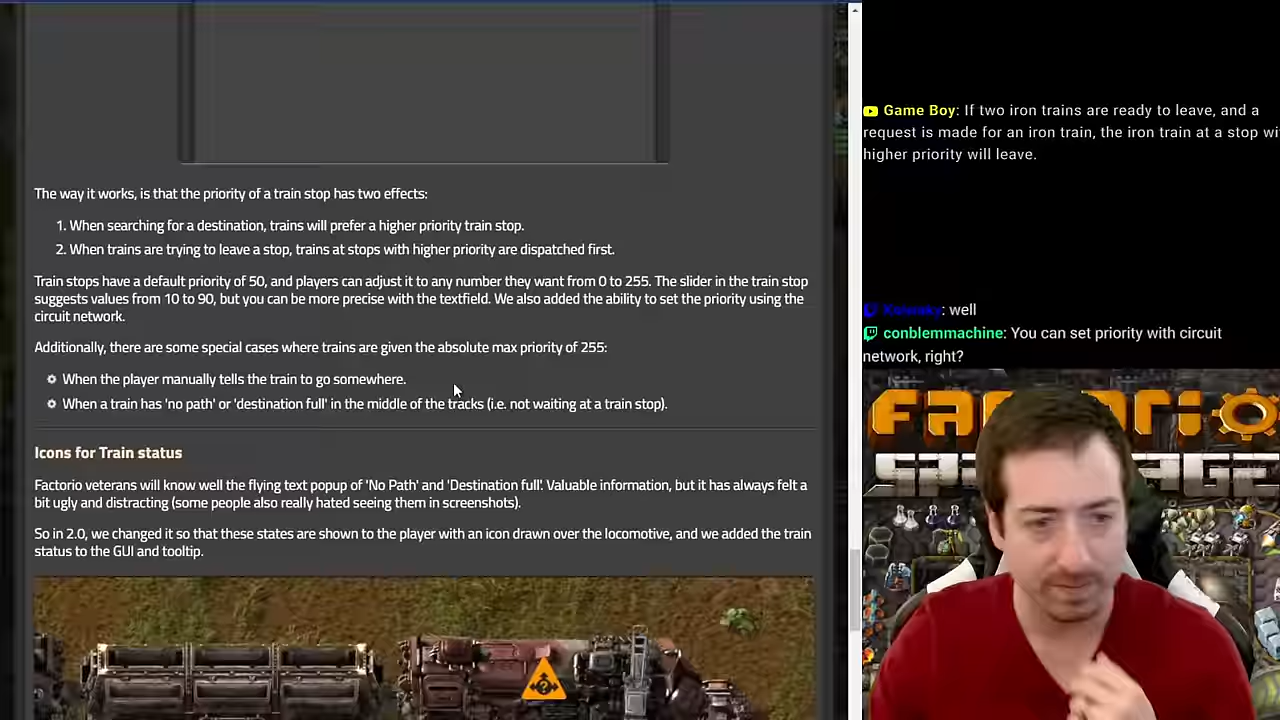 The way it works, is that the priority of a train stop has two effects:
1. When searching for a destination, trains will prefer a higher priority train stop.
2. When trains are trying to leave a stop, trains at stops with higher priority are dispatched first.
Train stops have a default priority of 50, and players can adjust it to any number they want from 0 to 255. The slider in the train stop
suggests values from 10 to 90, but you can be more precise with the textfield. We also added the ability to set the priority using the
circuit network.
Additionally, there are some special cases where trains are given the absolute max priority of 255:
When the player manually tells the train to go somewhere.
When a train has 'no path' or 'destination full' in the middle of the tracks (i.e. not waiting at a train stop).
Icons for Train status
Factorio veterans will know well the flying text popup of 'No Path' and 'Destination full'. Valuable information, but it has always felt a
bit ugly and distracting (some people also really hated seeing them in screenshots).
So in 2.0, we changed it so that these states are shown to the player with an icon drawn over the locomotive, and we added the train
status to the GUI and tooltip.
?
Game Boy: If two iron trains are ready to leave, and a
request is made for an iron train, the iron train at a stop wi
higher priority will leave.
: well
conblemmachine: You can set priority with circuit
network, right?